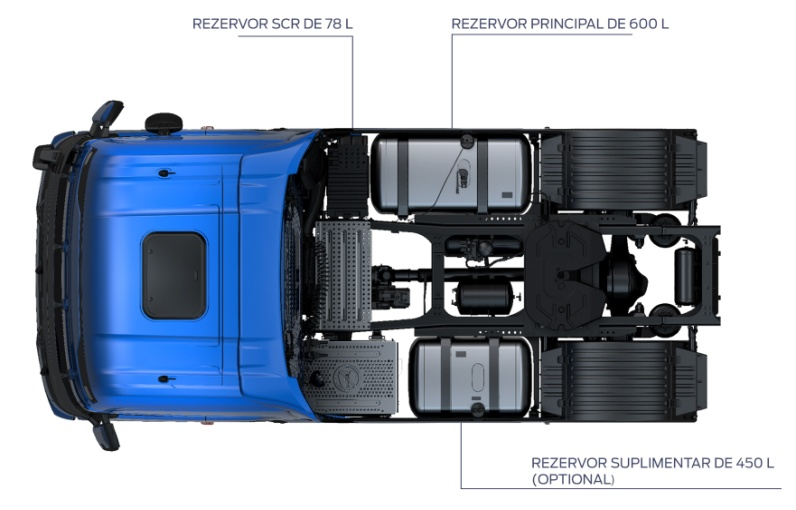 REZERVOR SCR DE 78 L
REZERVOR PRINCIPAL DE 600 L
REZERVOR SUPLIMENTAR DE 450 L
(OPTIONAL)